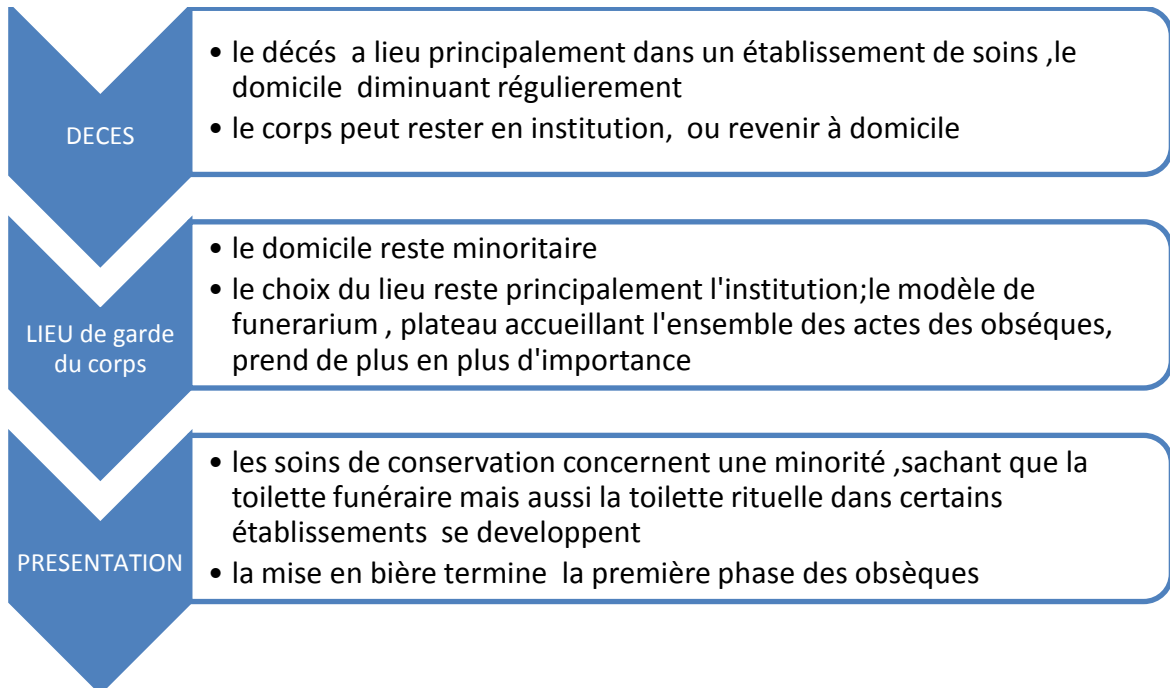 DECES
• le décés a lieu principalement dans un établissement de soins ,le
domicile diminuant régulierement
• le corps peut rester en institution, ou revenir à domicile
LIEU de garde
du corps
• le domicile reste minoritaire
• le choix du lieu reste principalement l'institution;le modèle de
funerarium , plateau accueillant l'ensemble des actes des obséques,
prend de plus en plus d'importance
PRESENTATION
• les soins de conservation concernent une minorité ,sachant que la
toilette funéraire mais aussi la toilette rituelle dans certains
établissements se developpent
• la mise en bière termine la première phase des obsèques